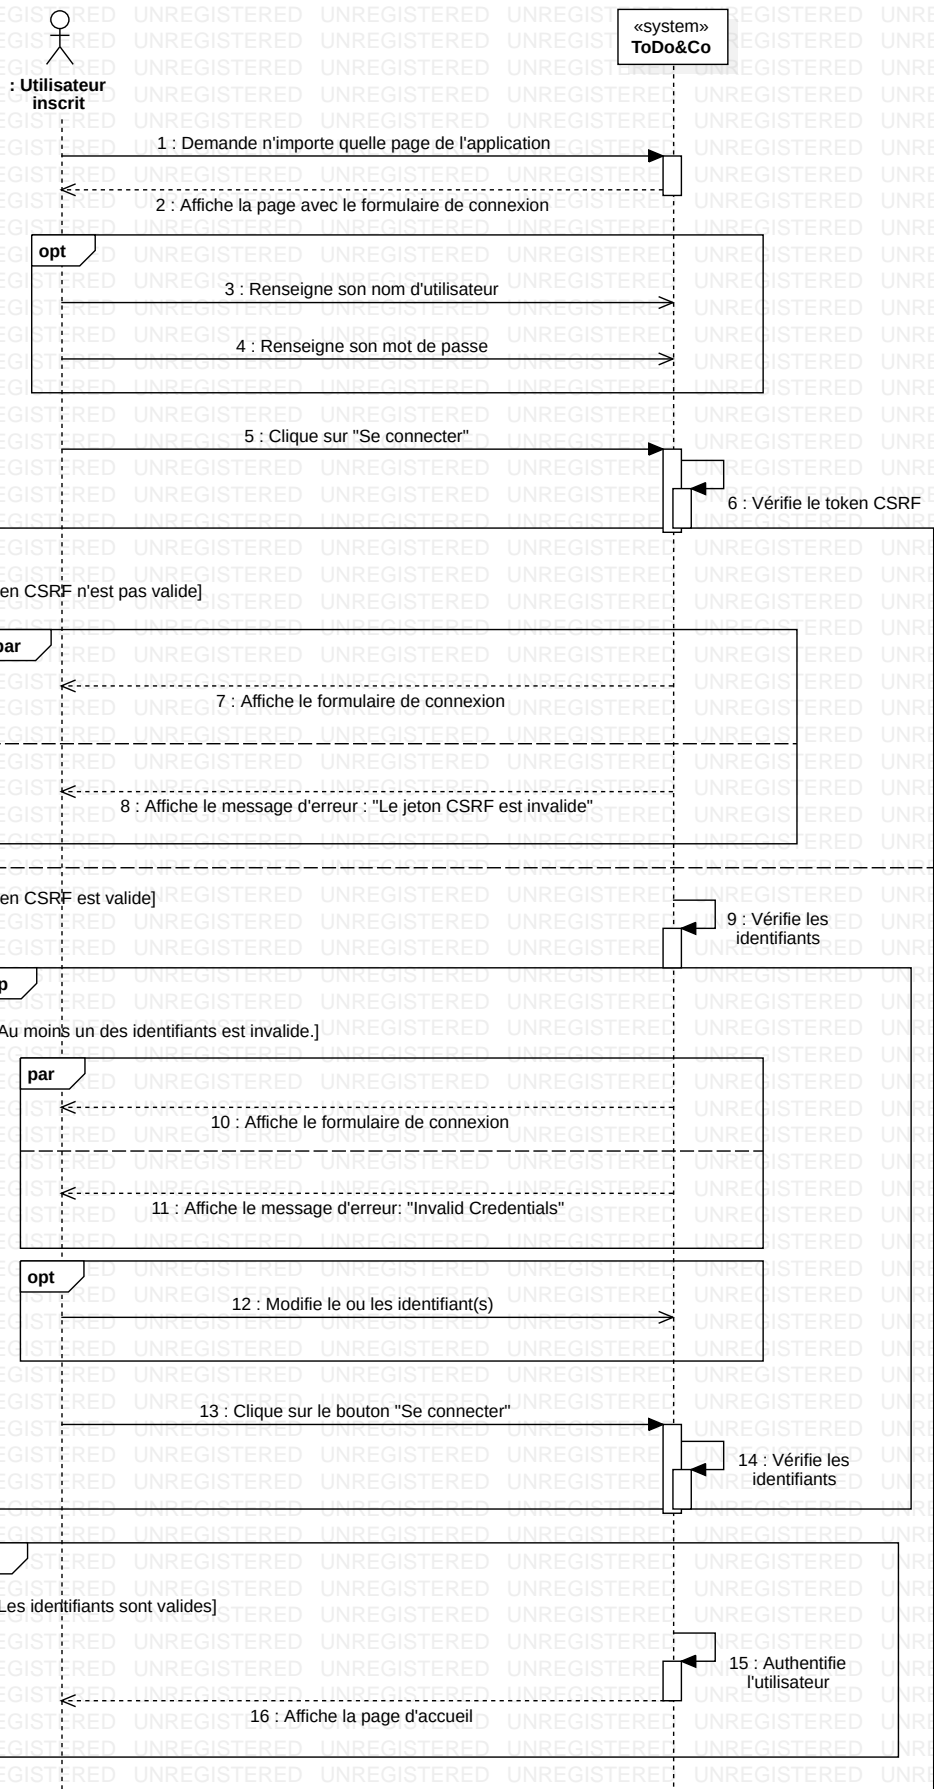 «system»
ToDo&Co
: Utilisateur
inscrit
1 : Demande n'importe quelle page de l'application
2 : Affiche la page avec le formulaire de connexion
opt
3 : Renseigne son nom d'utilisateur
4 : Renseigne son mot de passe
5 : Clique sur "Se connecter"
6 : Vérifie le token CSRF
en CSRF n'est pas valide]
par
7 : Affiche le formulaire de connexion
8 : Affiche le message d'erreur : "Le jeton CSRF est invalide"
en CSRF est valide]
9 : Vérifie les
identifiants
p
Au moins un des identifiants est invalide.]
par
10 : Affiche le formulaire de connexion
11 : Affiche le message d'erreur: "Invalid Credentials"
opt
12 : Modifie le ou les identifiant(s)
13 : Clique sur le bouton "Se connecter"
14 : Vérifie les
identifiants
Les identifiants sont valides]
15 : Authentifie
l'utilisateur
16 : Affiche la page d'accueil